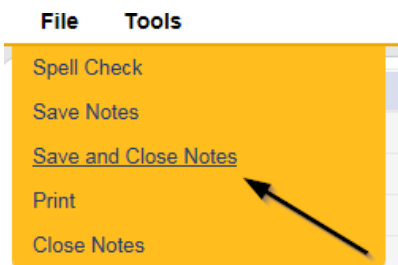 File Tools
Spell Check
Save Notes
Save and Close Notes
Print
Close Notes